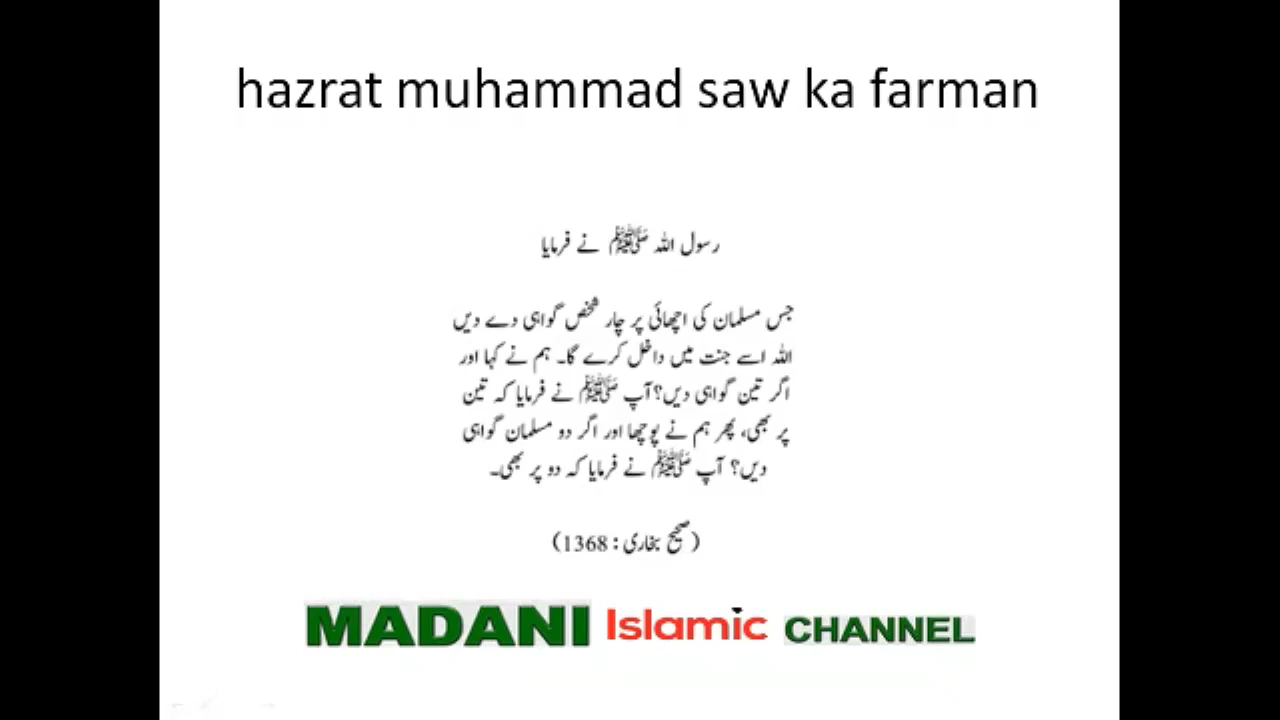 hazrat muhammad saw ka farman
رسول اللہ ﷺ نے فرمایا
جس مسلمان کی اچھائی پر چار شخص گواہی دے دیں
اللہ اسے جنت میں داخل کرے گا۔ ہم نے کہا اور
اگر تین گواہی دیں؟ آپ ﷺ نے فرمایا کہ تین
پر بھی، پھر ہم نے پوچھا اور اگر دو مسلمان گواہی
دیں؟ آپ ﷺ نے فرمایا کہ دو پر بھی۔
(صحیح بخاری : 1368)
MADANI Islamic CHANNEL